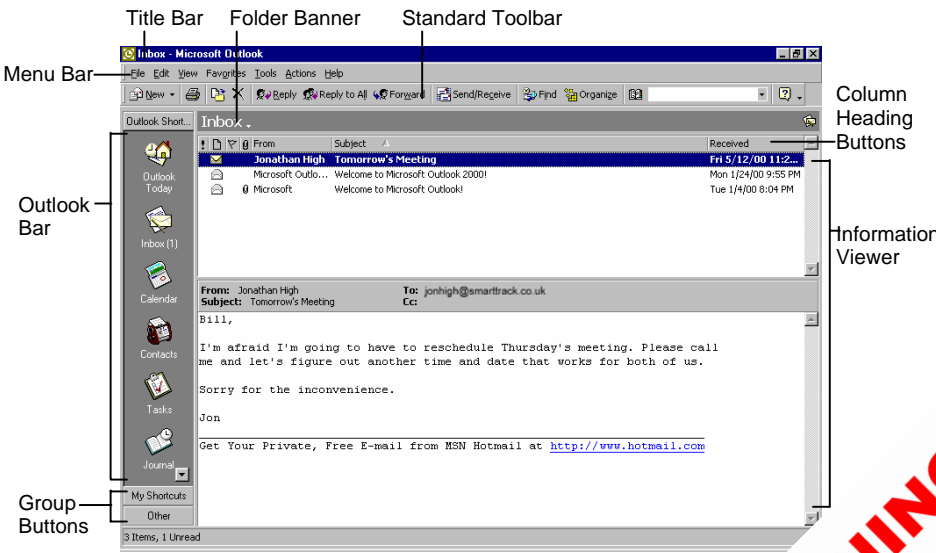 Title Bar Folder Banner Standard Toolbar
Inbox - Microsoft Outlook
Menu Bar
File Edit View Favorites Tools Actions Help
New Reply Reply to All Forward Send/Receive Find Organize
Column
Heading
Buttons
Outlook Short... Inbox
! From Subject Received
Jonathan High Tomorrow's Meeting Fri 5/12/00 11:2...
Microsoft Outlo... Welcome to Microsoft Outlook 2000! Mon 1/24/00 9:55 PM
Microsoft Welcome to Microsoft Outlook! Tue 1/4/00 8:04 PM
Outlook
Today
Outlook
Bar
Inbox (1)
Information
Viewer
Calendar
Contacts
Tasks
Journal
From: Jonathan High To: jonhigh@smarttrack.co.uk
Subject: Tomorrow's Meeting Cc:
Bill,
I'm afraid I'm going to have to reschedule Thursday's meeting. Please call
me and let's figure out another time and date that works for both of us.
Sorry for the inconvenience.
Jon
Get Your Private, Free E-mail from MSN Hotmail at http://www.hotmail.com
Group
Buttons
My Shortcuts
Other
3 Items, 1 Unread